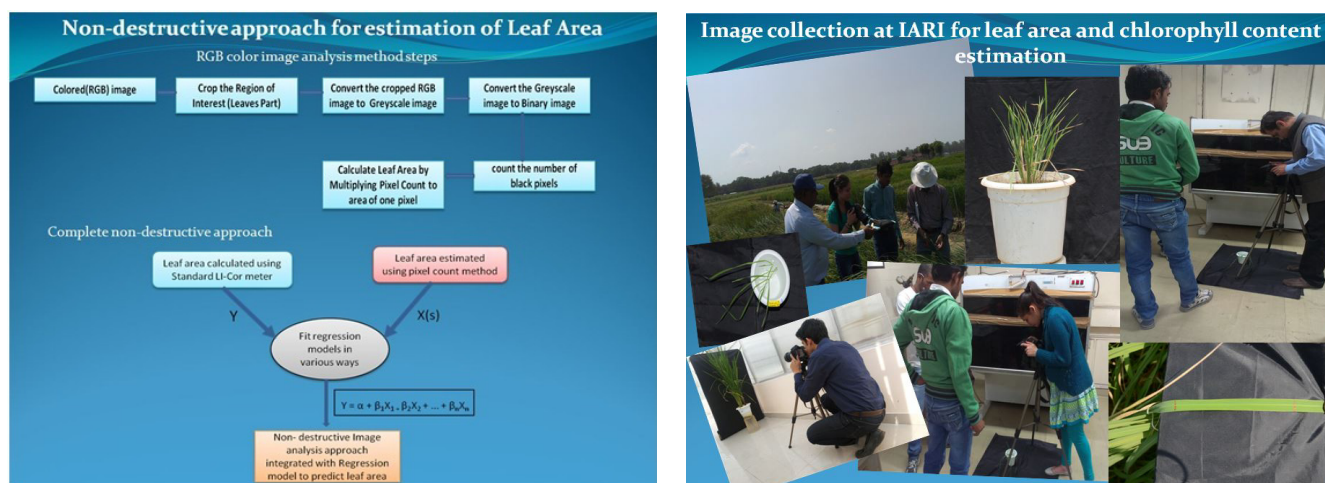 Non-destructive approach for estimation of Leaf Area
RGB color image analysis method steps
Colored(RGB) image
Crop the Region of
Interest (Leaves Part)
Convert the cropped RGB
image to Greyscale image
Convert the Greyscale
image to Binary image
count the number of
black pixels
Calculate Leaf Area by
Multiplying Pixel Count to
area of one pixel
Complete non-destructive approach
Leaf area calculated using
Standard LI-Cor meter
Leaf area estimated
using pixel count method
Y
X(s)
Fit regression
models in
various ways
Y = α + β₁X₁ + β₂X₂ + ... + βₙXₙ
Non- destructive Image
analysis approach
integrated with Regression
model to predict leaf area
Image collection at IARI for leaf area and chlorophyll content
estimation
SUB
ULTURE
SUB